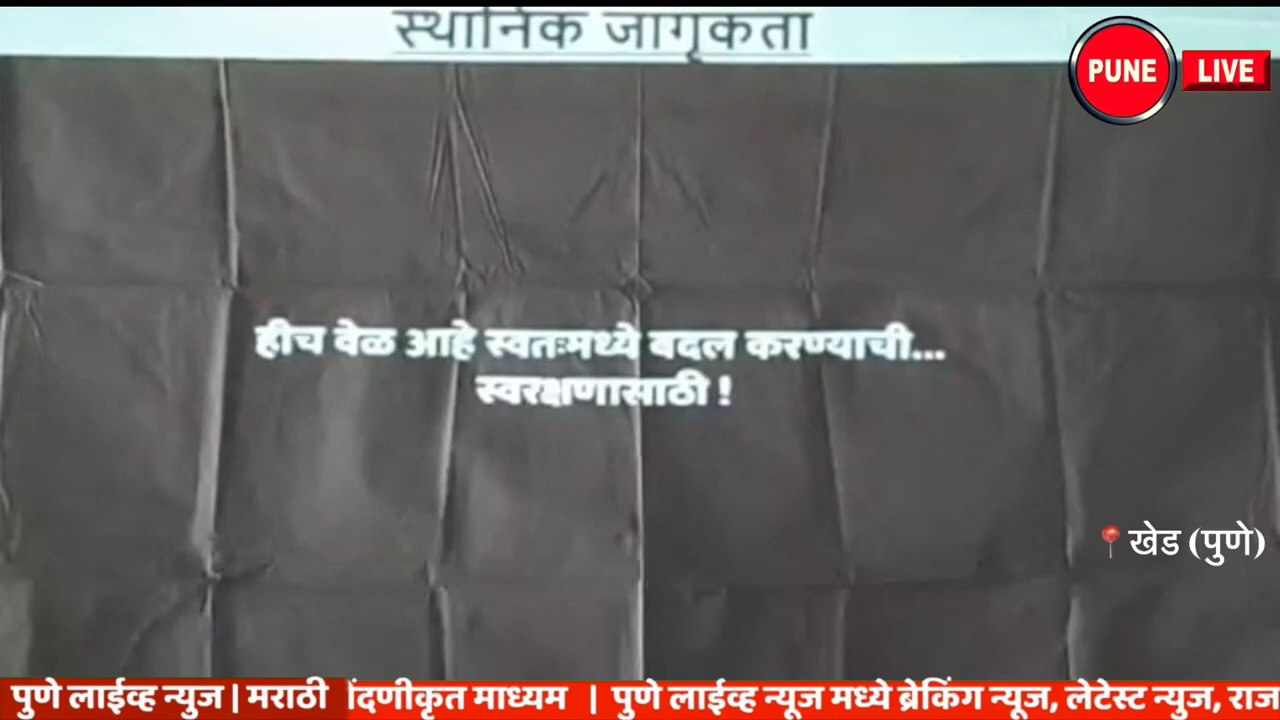 स्थानिक जागृकता
PUNE LIVE
हीच वेळ आहे स्वतःमध्ये बदल करण्याची...
स्वरक्षणासाठी !
📍खेड (पुणे)
पुणे लाईव्ह न्युज | मराठी ंदणीकृत माध्यम | पुणे लाईव्ह न्यूज मध्ये ब्रेकिंग न्यूज, लेटेस्ट न्युज, राज